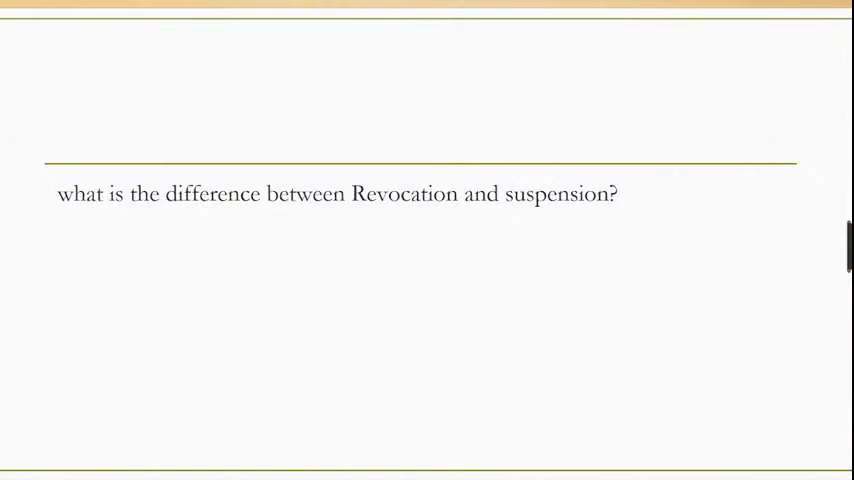 what is the difference between Revocation and suspension?